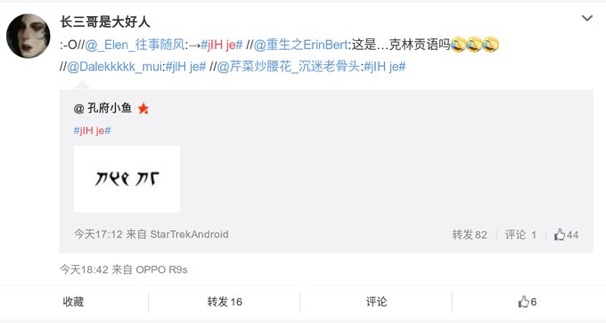 长三哥是大好人
:-O//@_Elen_往事随风:→#jIH je# //@重生之ErinBert:这是…克林贡语吗
//@Dalekkkkk_mui:#jIH je# //@芹菜炒腰花_沉迷老骨头:#jIH je#
@ 孔府小鱼
#jIH je#
今天17:12 来自 StarTrekAndroid 转发 82 评论 1 44
今天18:42 来自 OPPO R9s
收藏 转发 16 评论 6